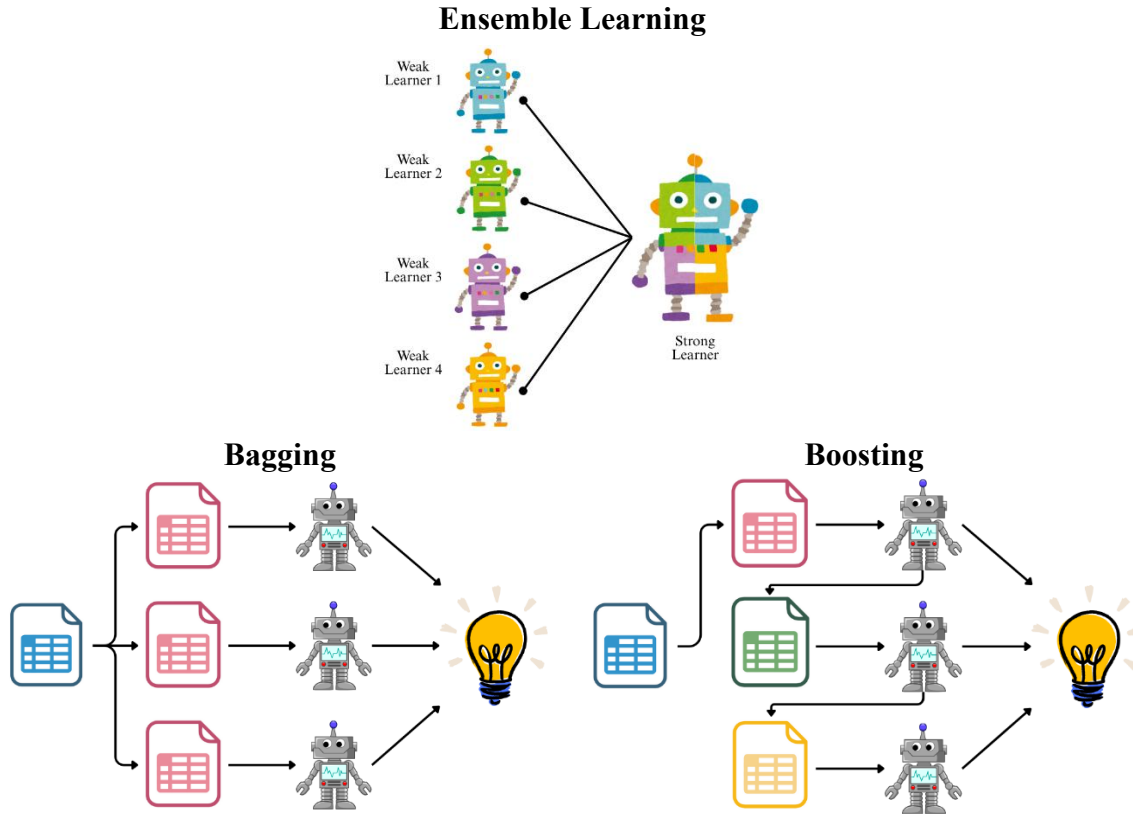 Ensemble Learning
Weak
Learner 1
Weak
Learner 2
Weak
Learner 3
Weak
Learner 4
Strong
Learner
Bagging
Boosting